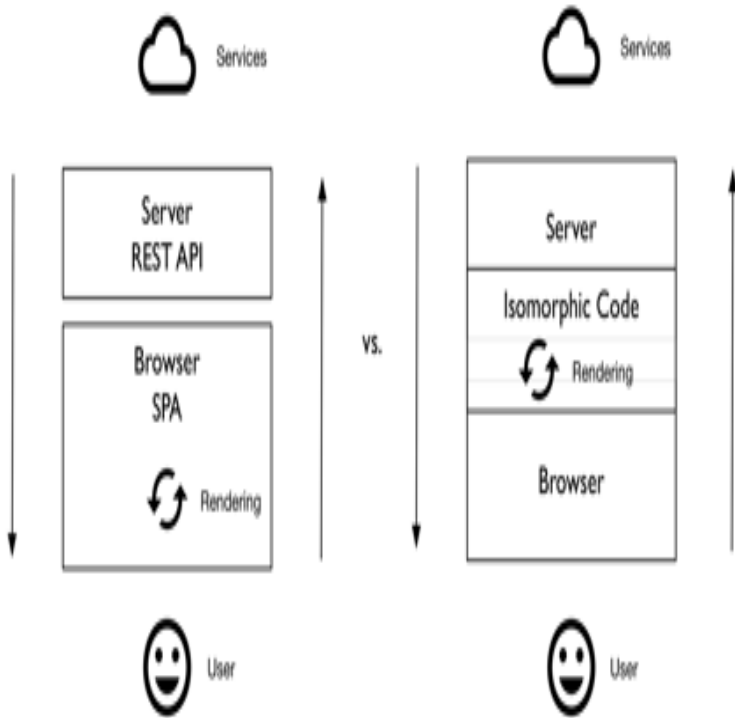 Services
Server
REST API
Browser
SPA
Rendering
User
vs.
Services
Server
Isomorphic Code
Rendering
Browser
User